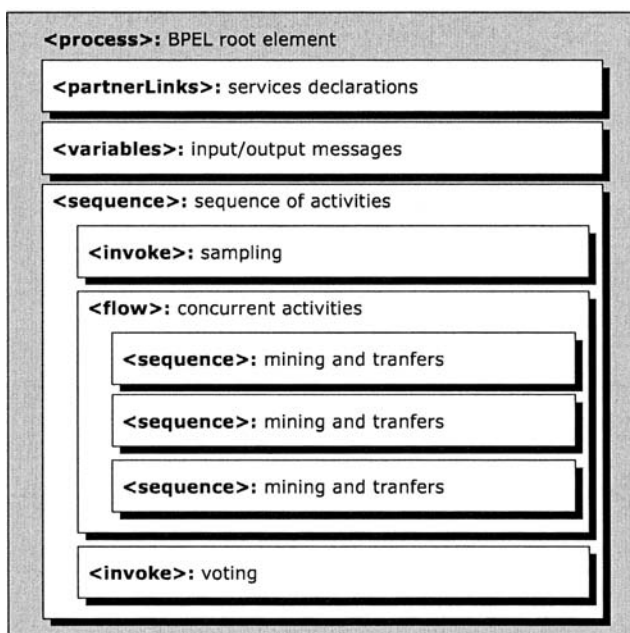 <process>: BPEL root element
<partnerLinks>: services declarations
<variables>: input/output messages
<sequence>: sequence of activities
<invoke>: sampling
<flow>: concurrent activities
<sequence>: mining and tranfers
<sequence>: mining and tranfers
<sequence>: mining and tranfers
<invoke>: voting